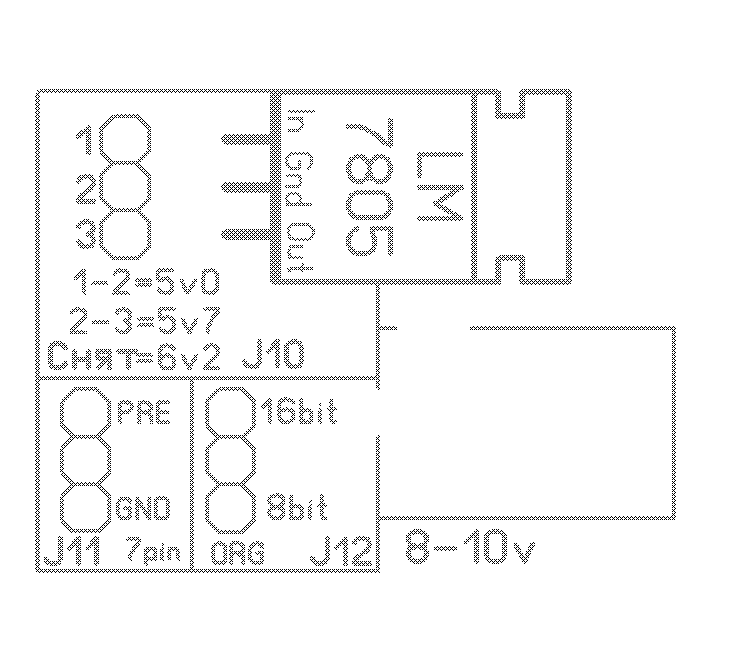 1
2
3
In Gnd Out
7805
LM
1-2=5v0
2-3=5v7
Снят=6v2 J10
PRE
16bit
GND
8bit
J11 7pin
ORG J12
8-10v